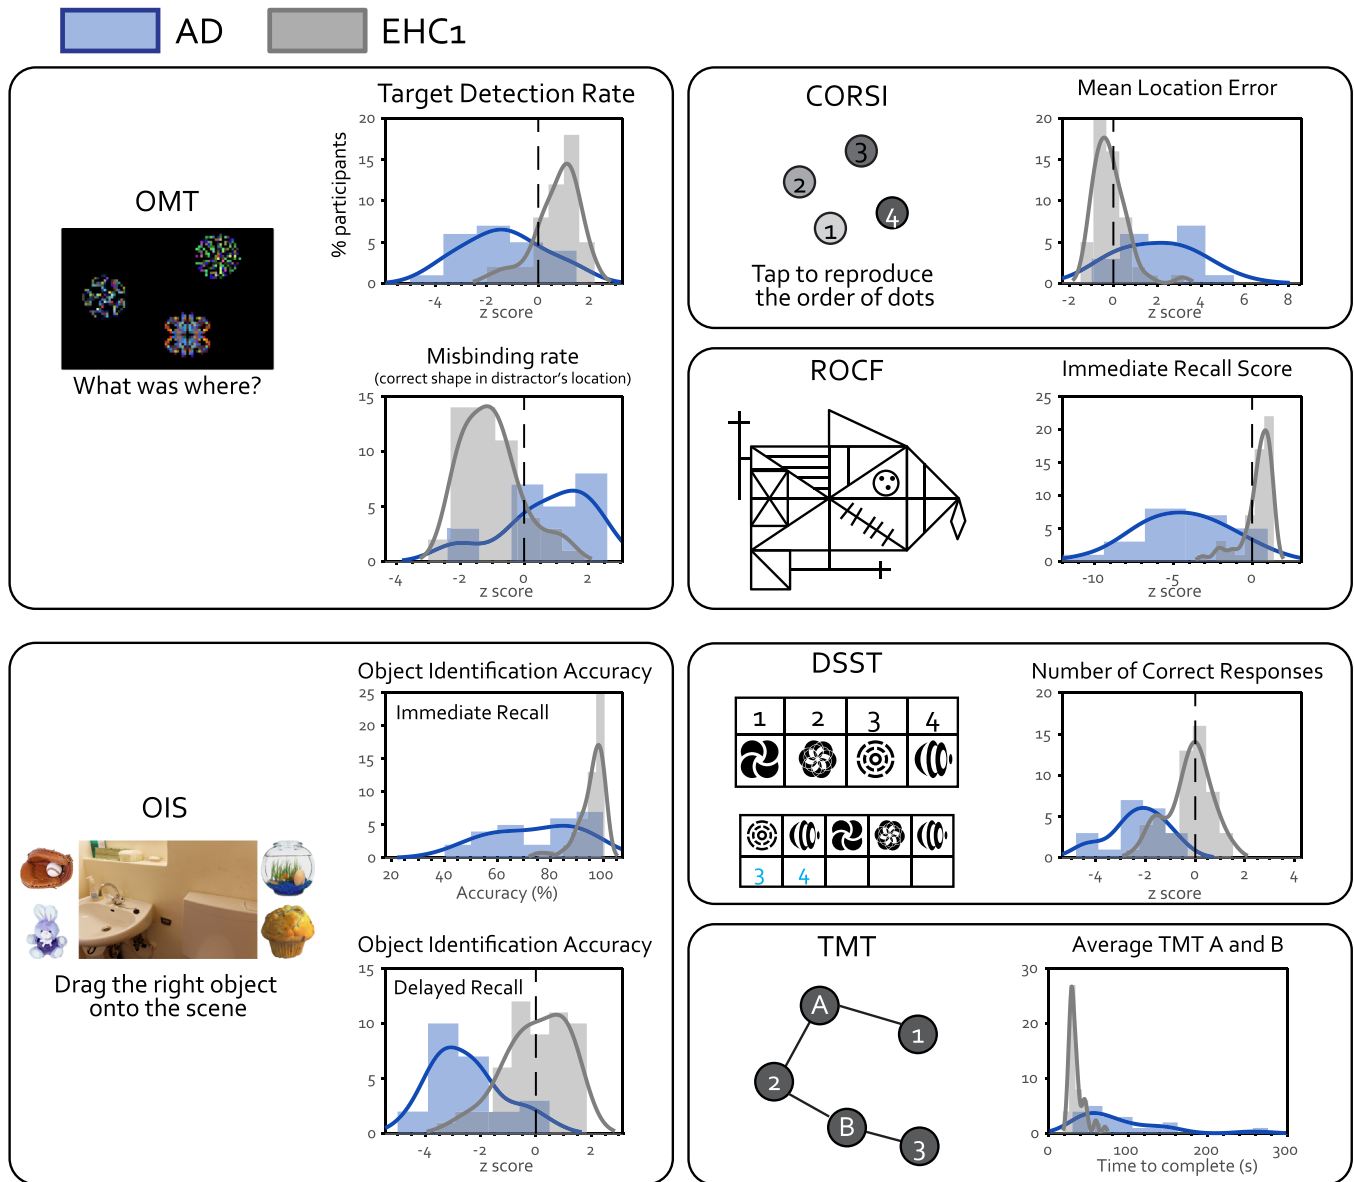 AD
EHC1
OMT
What was where?
Target Detection Rate
% participants
20
15
10
5
0
-4
-2
0
2
z score
Misbinding rate
(correct shape in distractor's location)
15
10
5
0
-4
-2
0
2
z score
CORSI
3
2
4
1
Tap to reproduce
the order of dots
Mean Location Error
20
15
10
5
0
-2
0
2
4
6
8
z score
ROCF
Immediate Recall Score
25
20
15
10
5
0
-10
-5
0
z score
OIS
Drag the right object
onto the scene
Object Identification Accuracy
Immediate Recall
25
20
15
10
5
0
20
40
60
80
100
Accuracy (%)
Object Identification Accuracy
Delayed Recall
15
10
5
0
-4
-2
0
2
z score
DSST
1
2
3
4
3
4
Number of Correct Responses
20
15
10
5
0
-4
-2
0
2
4
z score
TMT
A
1
2
B
3
Average TMT A and B
30
20
10
0
0
100
200
300
Time to complete (s)